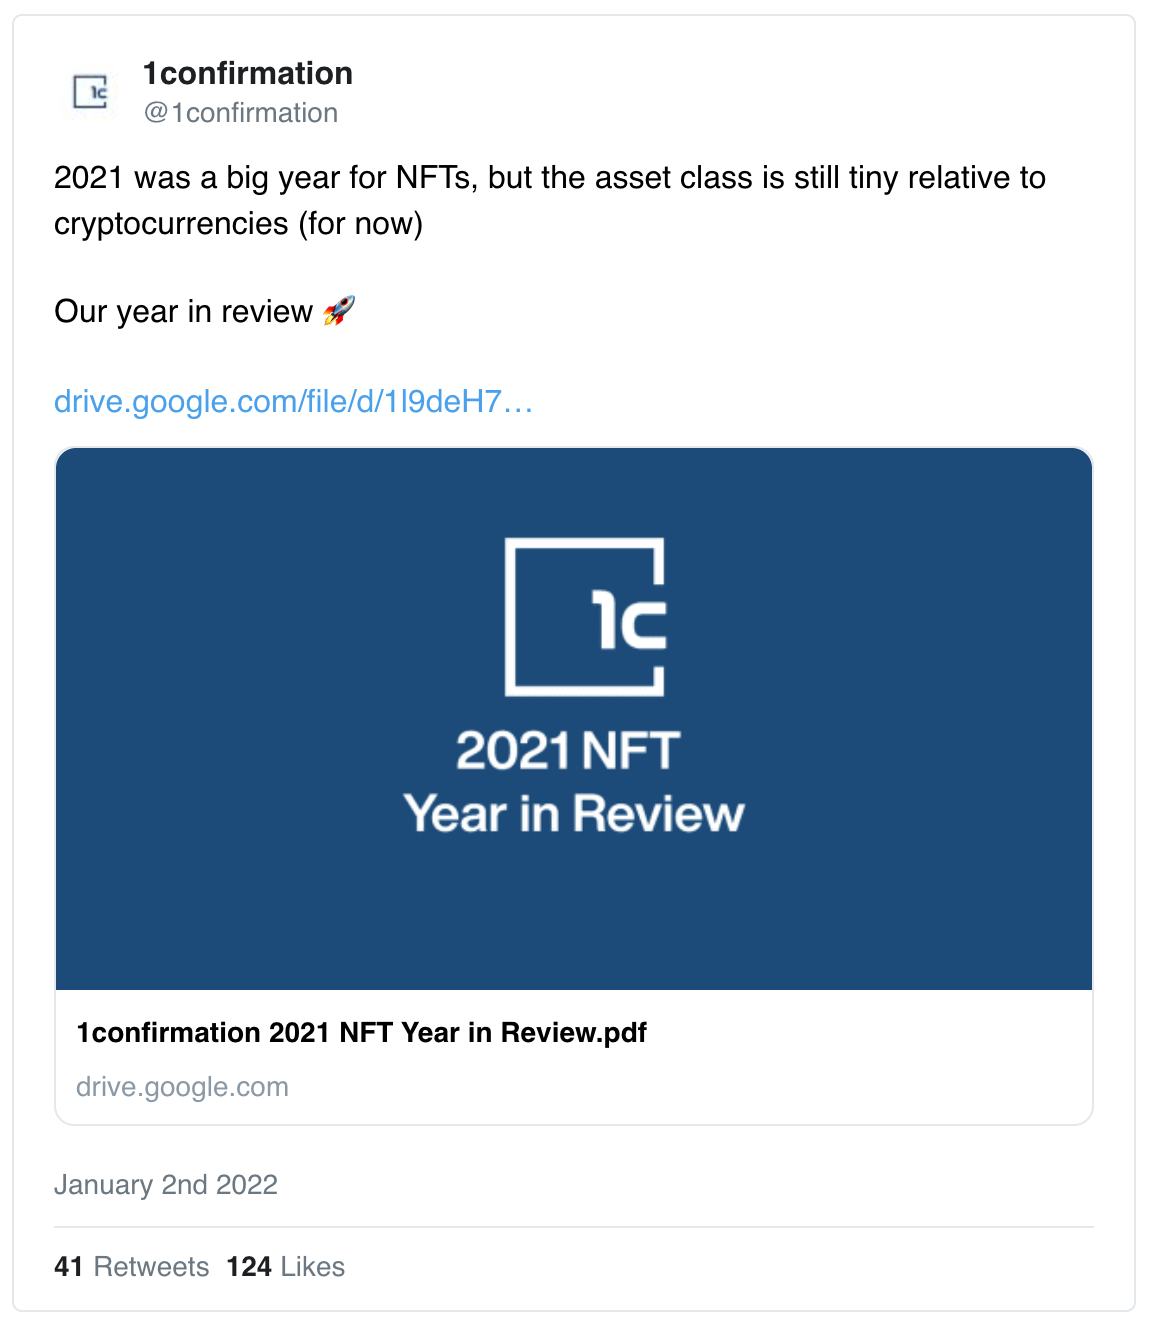 1c
1confirmation
@1confirmation
2021 was a big year for NFTs, but the asset class is still tiny relative to
cryptocurrencies (for now)
Our year in review 🚀
drive.google.com/file/d/1l9deH7…
1c
2021 NFT
Year in Review
1confirmation 2021 NFT Year in Review.pdf
drive.google.com
January 2nd 2022
41 Retweets 124 Likes